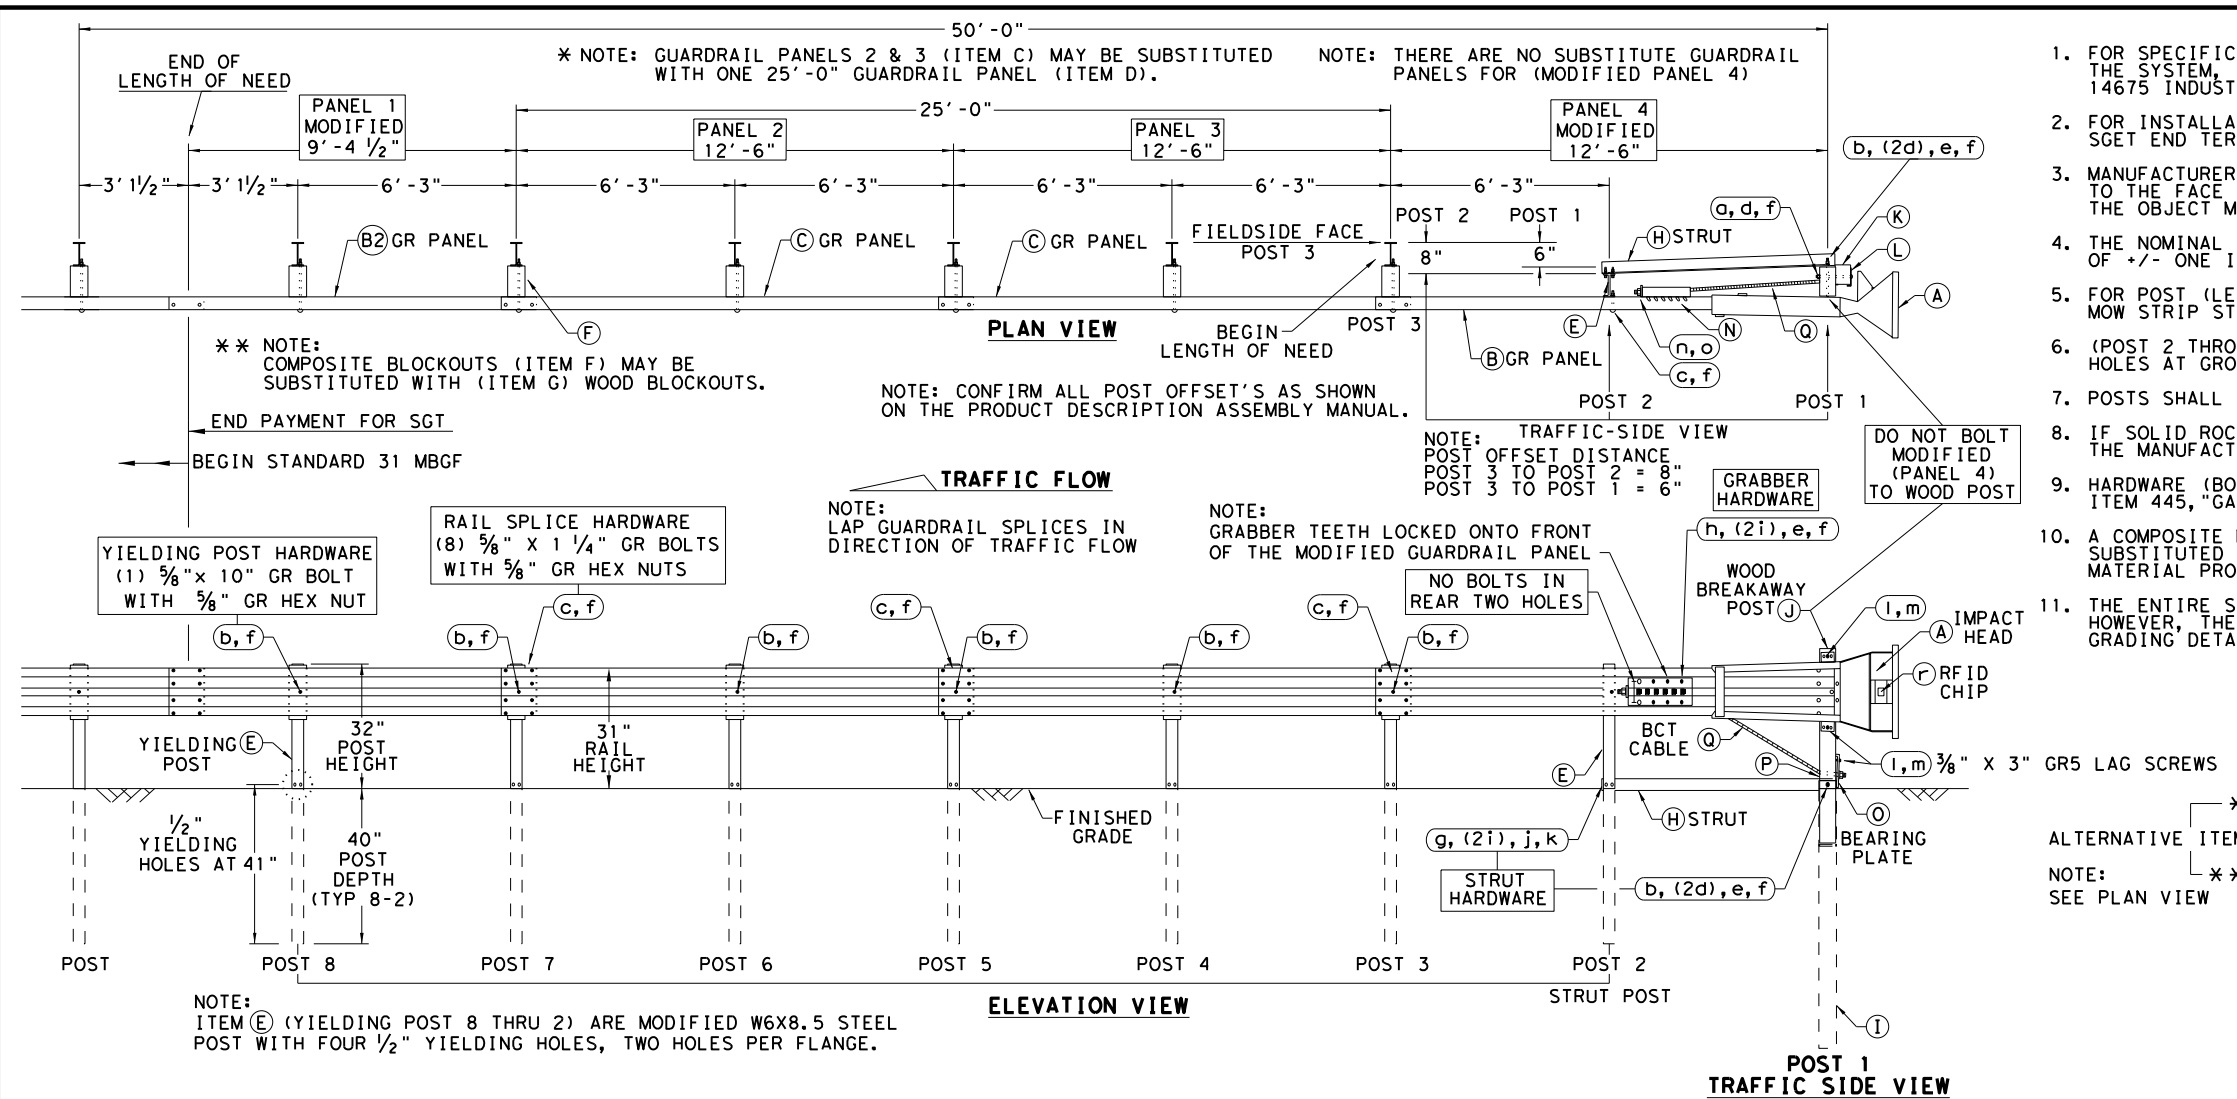 50'-0"
* NOTE: GUARDRAIL PANELS 2 & 3 (ITEM C) MAY BE SUBSTITUTED
WITH ONE 25'-0" GUARDRAIL PANEL (ITEM D).
NOTE: THERE ARE NO SUBSTITUTE GUARDRAIL
PANELS FOR (MODIFIED PANEL 4)
END OF
LENGTH OF NEED
PANEL 1
MODIFIED
9'-4 1/2"
25'-0"
PANEL 2
12'-6"
PANEL 3
12'-6"
PANEL 4
MODIFIED
12'-6"
b, (2d), e, f
3' 1 1/2"
3' 1 1/2"
6'-3"
6'-3"
6'-3"
6'-3"
6'-3"
6'-3"
POST 2
POST 1
a, d, f
K
B2 GR PANEL
C GR PANEL
C GR PANEL
FIELDSIDE FACE
POST 3
8"
6"
H STRUT
L
A
F
PLAN VIEW
BEGIN
LENGTH OF NEED
POST 3
E
N
Q
n, o
B GR PANEL
c, f
** NOTE:
COMPOSITE BLOCKOUTS (ITEM F) MAY BE
SUBSTITUTED WITH (ITEM G) WOOD BLOCKOUTS.
NOTE: CONFIRM ALL POST OFFSET'S AS SHOWN
ON THE PRODUCT DESCRIPTION ASSEMBLY MANUAL.
POST 2
POST 1
END PAYMENT FOR SGT
BEGIN STANDARD 31 MBGF
TRAFFIC-SIDE VIEW
NOTE:
POST OFFSET DISTANCE
POST 3 TO POST 2 = 8"
POST 3 TO POST 1 = 6"
DO NOT BOLT
MODIFIED
(PANEL 4)
TO WOOD POST
TRAFFIC FLOW
NOTE:
LAP GUARDRAIL SPLICES IN
DIRECTION OF TRAFFIC FLOW
GRABBER
HARDWARE
NOTE:
GRABBER TEETH LOCKED ONTO FRONT
OF THE MODIFIED GUARDRAIL PANEL
h, (2i), e, f
YIELDING POST HARDWARE
(1) 5/8"x 10" GR BOLT
WITH 5/8" GR HEX NUT
RAIL SPLICE HARDWARE
(8) 5/8" X 1 1/4" GR BOLTS
WITH 5/8" GR HEX NUTS
NO BOLTS IN
REAR TWO HOLES
WOOD
BREAKAWAY
POST J
l, m
c, f
c, f
c, f
b, f
b, f
b, f
b, f
b, f
b, f
A IMPACT
HEAD
r RFID
CHIP
YIELDING E
POST
32"
POST
HEIGHT
31"
RAIL
HEIGHT
BCT
CABLE
Q
P
E
l, m 3/8" X 3" GR5 LAG SCREWS
1/2"
YIELDING
HOLES AT 41"
40"
POST
DEPTH
(TYP 8-2)
FINISHED
GRADE
H STRUT
O
BEARING
PLATE
g, (2i), j, k
STRUT
HARDWARE
b, (2d), e, f
POST
POST 8
POST 7
POST 6
POST 5
POST 4
POST 3
POST 2
STRUT POST
ELEVATION VIEW
I
NOTE:
ITEM E (YIELDING POST 8 THRU 2) ARE MODIFIED W6X8.5 STEEL
POST WITH FOUR 1/2" YIELDING HOLES, TWO HOLES PER FLANGE.
POST 1
TRAFFIC SIDE VIEW
1. FOR SPECIFIC
THE SYSTEM,
14675 INDUST
2. FOR INSTALLA
SGET END TER
3. MANUFACTURER
TO THE FACE
THE OBJECT M
4. THE NOMINAL
OF +/- ONE I
5. FOR POST (LE
MOW STRIP ST
6. (POST 2 THRO
HOLES AT GRO
7. POSTS SHALL
8. IF SOLID ROC
THE MANUFACT
9. HARDWARE (BO
ITEM 445,"GA
10. A COMPOSITE
SUBSTITUTED
MATERIAL PRO
11. THE ENTIRE S
HOWEVER, THE
GRADING DETA
*
ALTERNATIVE ITEM
NOTE: **
SEE PLAN VIEW